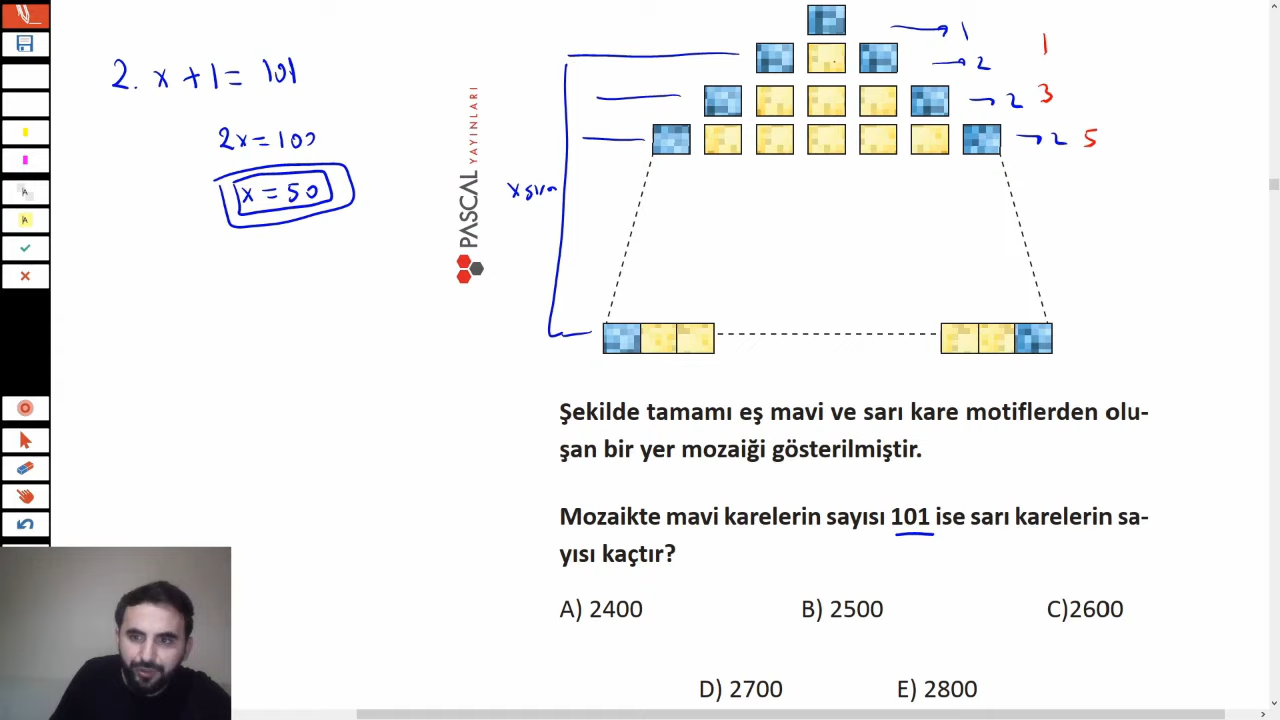 2. x + 1 = 101
2x = 100
x = 50
PASCAL YAYINLARI
x sıra
→ 1
→ 2 1
→ 2 3
→ 2 5
Şekilde tamamı eş mavi ve sarı kare motiflerden olu-
şan bir yer mozaiği gösterilmiştir.
Mozaikte mavi karelerin sayısı 101 ise sarı karelerin sa-
yısı kaçtır?
A) 2400 B) 2500 C)2600
D) 2700 E) 2800